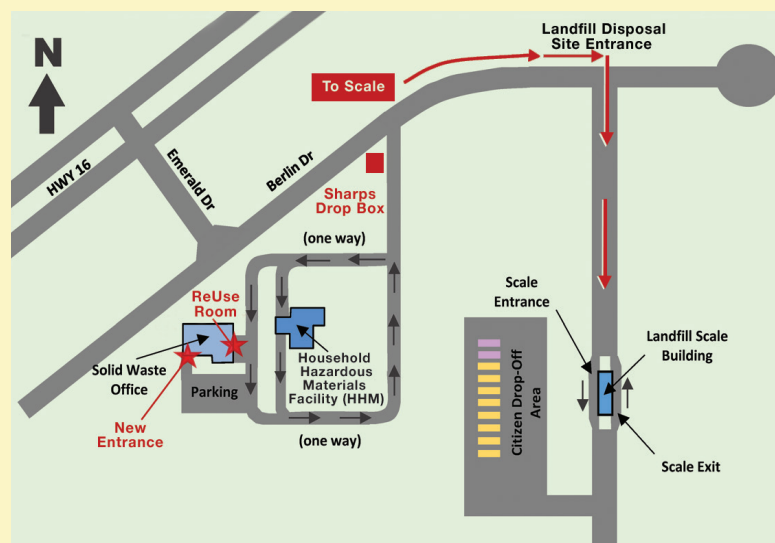 N
Landfill Disposal
Site Entrance
To Scale
HWY 16
Emerald Dr
Berlin Dr
Sharps
Drop Box
(one way)
ReUse
Room
Solid Waste
Office
Household
Hazardous
Materials
Facility (HHM)
Parking
New
Entrance
(one way)
Scale
Entrance
Landfill Scale
Building
Citizen Drop-Off
Area
Scale Exit